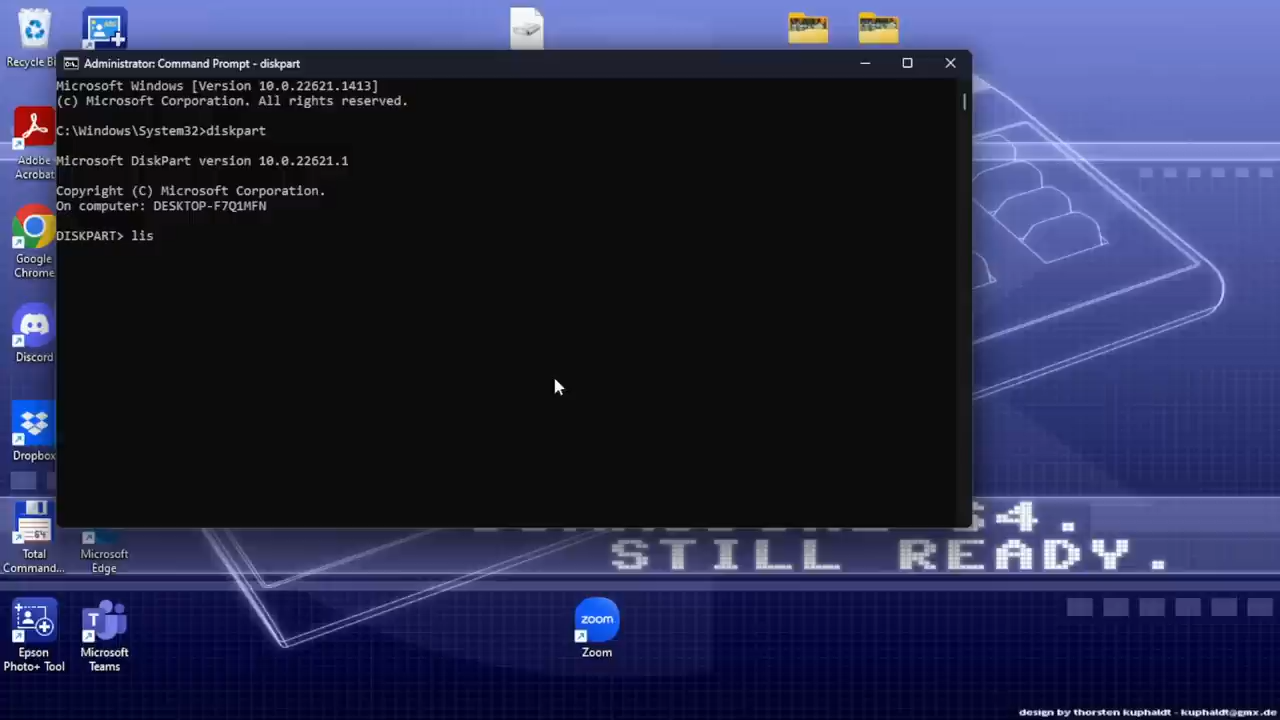 Recycle Bi
Administrator: Command Prompt - diskpart
Microsoft Windows [Version 10.0.22621.1413]
(c) Microsoft Corporation. All rights reserved.
C:\Windows\System32>diskpart
Microsoft DiskPart version 10.0.22621.1
Copyright (C) Microsoft Corporation.
On computer: DESKTOP-F7Q1MFN
DISKPART> lis
Adobe
Acrobat
Google
Chrome
Discord
Dropbox
64
Total
Command...
Microsoft
Edge
64.
STILL READY.
Epson
Photo+ Tool
T
Microsoft
Teams
zoom
Zoom
design by thorsten kuphaldt - kuphaldt@gmx.de